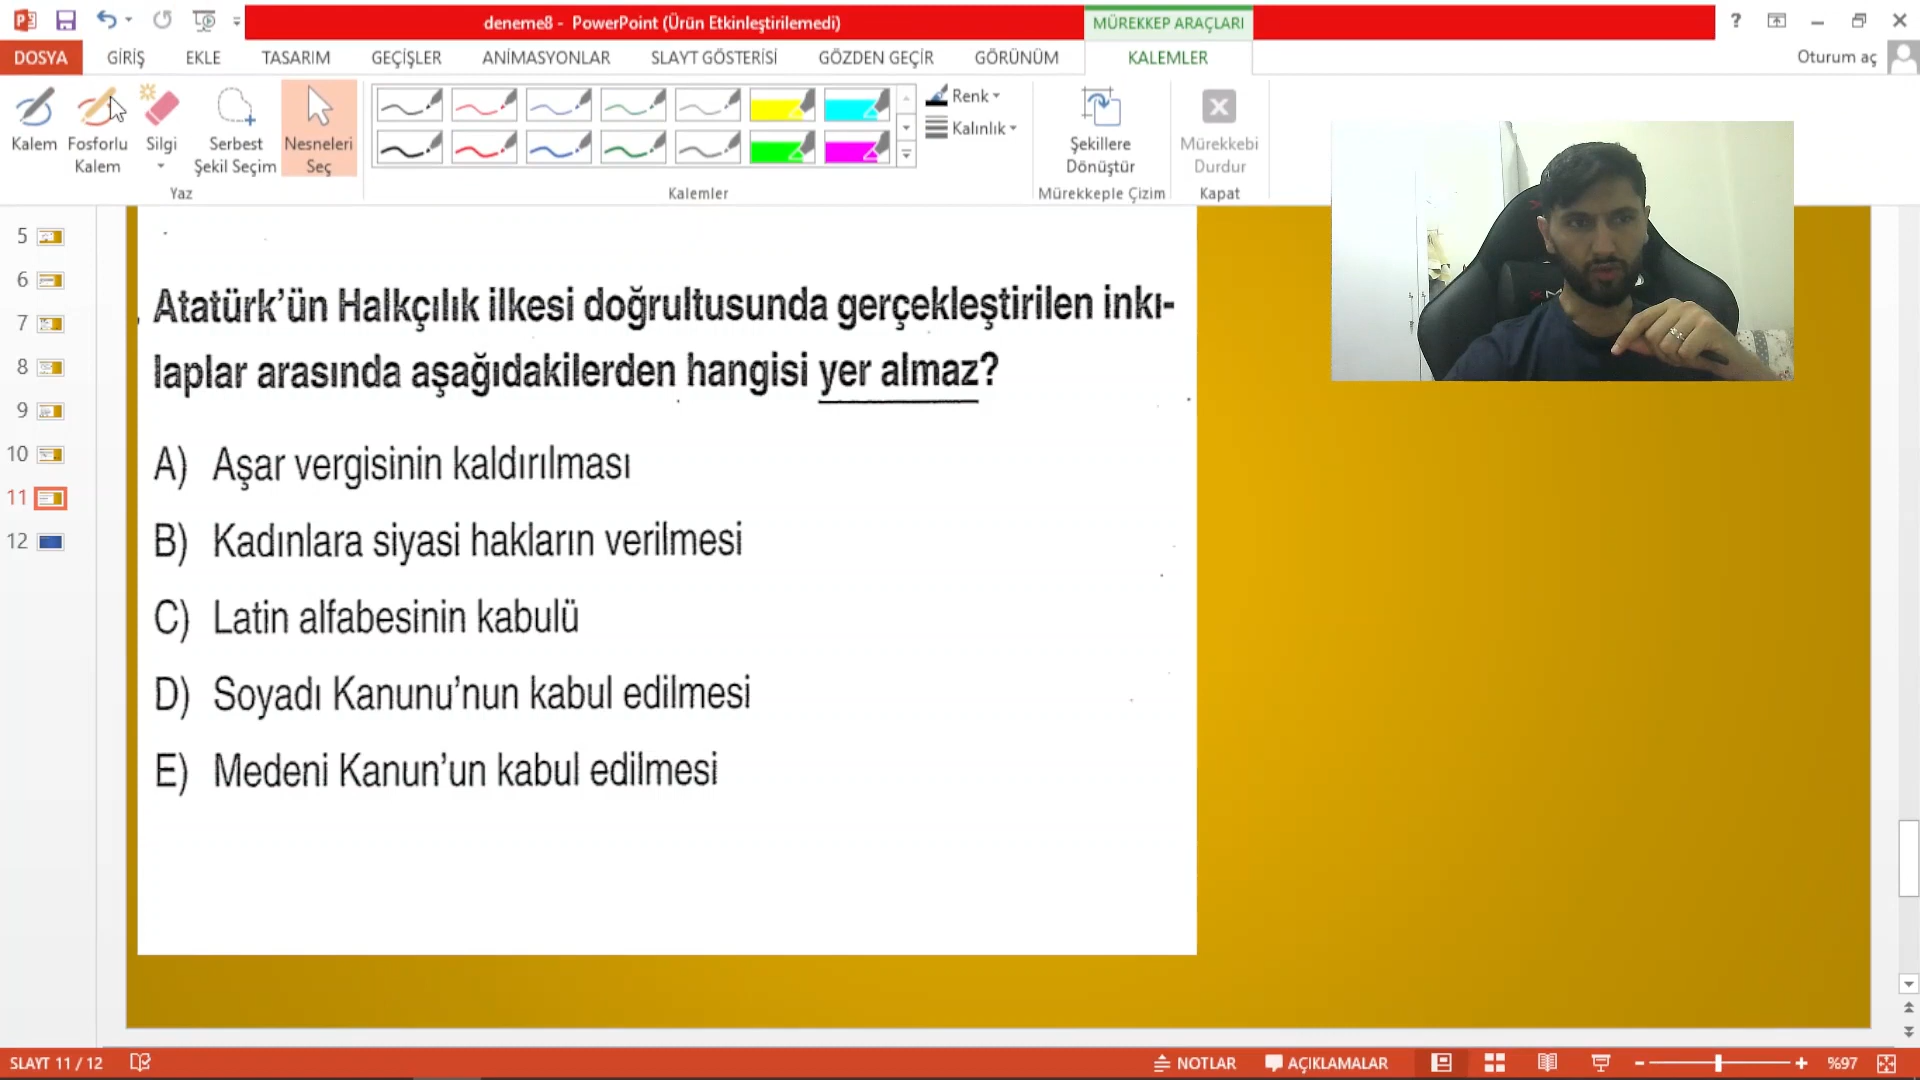 deneme8 - PowerPoint (Ürün Etkinleştirilemedi)
MÜREKKEP ARAÇLARI
?
DOSYA
GİRİŞ
EKLE
TASARIM
GEÇİŞLER
ANİMASYONLAR
SLAYT GÖSTERİSİ
GÖZDEN GEÇİR
GÖRÜNÜM
KALEMLER
Oturum aç
Kalem
Fosforlu
Kalem
Silgi
Serbest
Şekil Seçim
Nesneleri
Seç
Yaz
Kalemler
Renk
Kalınlık
Şekillere
Dönüştür
Mürekkeple Çizim
Mürekkebi
Durdur
Kapat
5
6
7
8
9
10
11
12
Atatürk'ün Halkçılık ilkesi doğrultusunda gerçekleştirilen inkı-
laplar arasında aşağıdakilerden hangisi yer almaz?
A) Aşar vergisinin kaldırılması
B) Kadınlara siyasi hakların verilmesi
C) Latin alfabesinin kabulü
D) Soyadı Kanunu'nun kabul edilmesi
E) Medeni Kanun'un kabul edilmesi
SLAYT 11 / 12
NOTLAR
AÇIKLAMALAR
%97